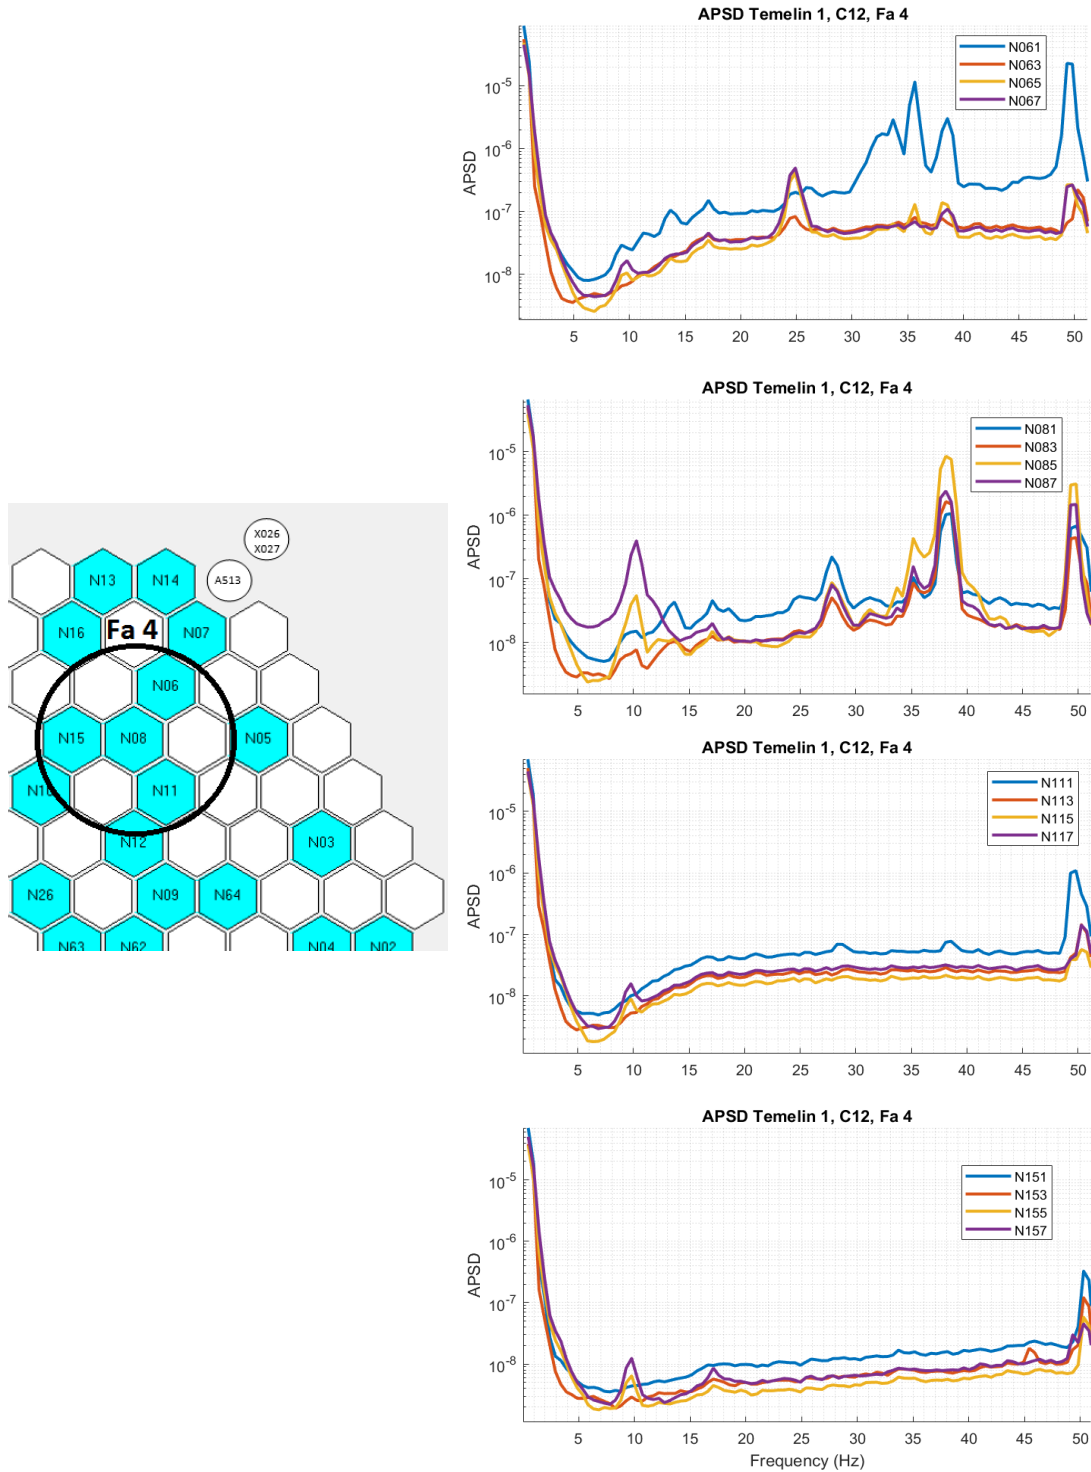 APSD Temelin 1, C12, Fa 4
N061
N063
N065
N067
APSD
10-5
10-6
10-7
10-8
5 10 15 20 25 30 35 40 45 50
APSD Temelin 1, C12, Fa 4
N081
N083
N085
N087
APSD
10-5
10-6
10-7
10-8
5 10 15 20 25 30 35 40 45 50
X026
X027
A513
N13 N14
N16 Fa 4 N07
N06
N15 N08 N05
N11
N12 N03
N26 N09 N64
N63 N62 N04 N02
APSD Temelin 1, C12, Fa 4
N111
N113
N115
N117
APSD
10-5
10-6
10-7
10-8
5 10 15 20 25 30 35 40 45 50
APSD Temelin 1, C12, Fa 4
N151
N153
N155
N157
APSD
10-5
10-6
10-7
10-8
5 10 15 20 25 30 35 40 45 50
Frequency (Hz)